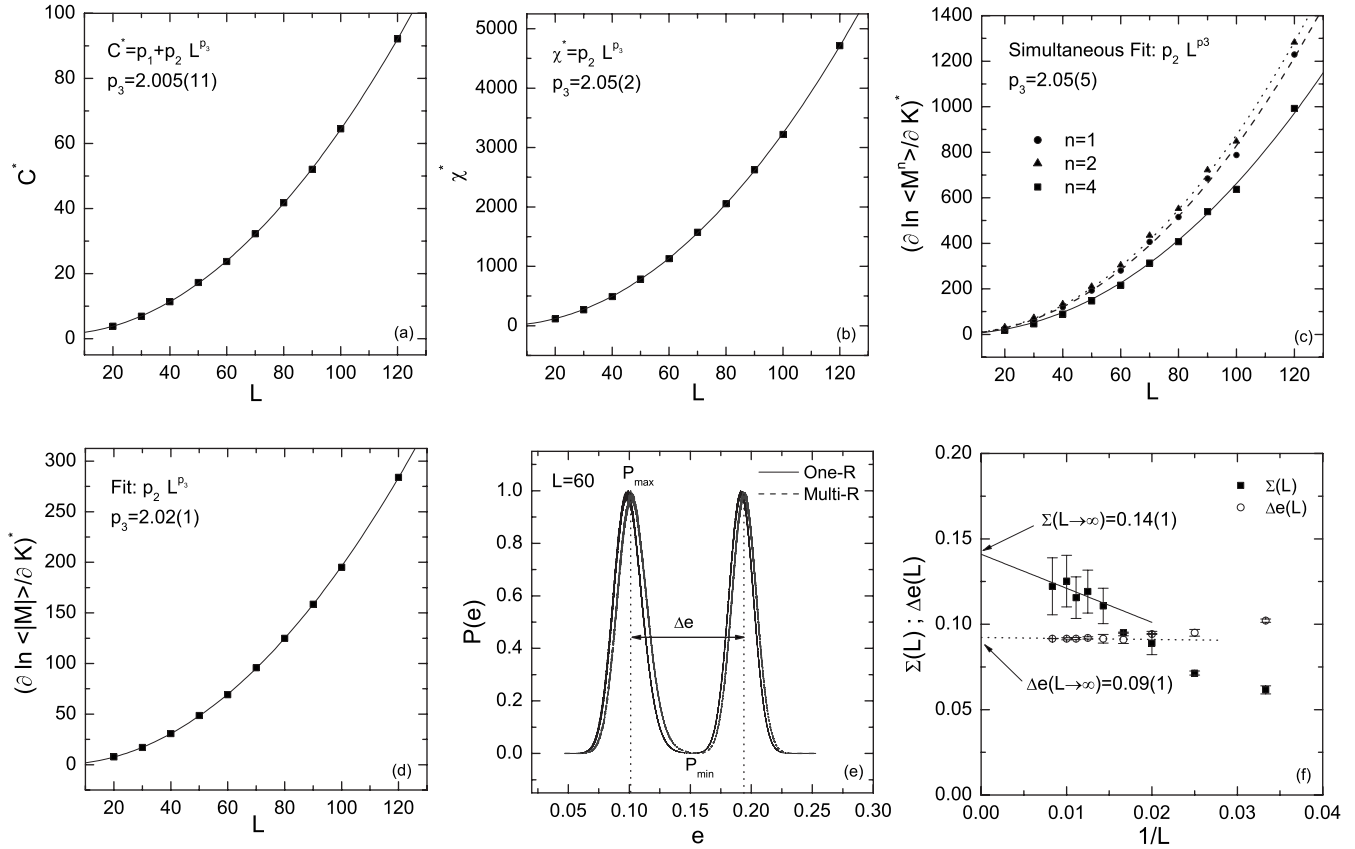 C*=p₁+p₂ L^p₃
p₃=2.005(11)
100
80
60
40
20
0
C*
20 40 60 80 100 120
L
(a)
χ*=p₂ L^p₃
p₃=2.05(2)
5000
4000
3000
2000
1000
0
χ*
20 40 60 80 100 120
L
(b)
Simultaneous Fit: p₂ L^p3
p₃=2.05(5)
n=1
n=2
n=4
1400
1200
1000
800
600
400
200
0
(∂ ln <Mⁿ>/∂ K)*
20 40 60 80 100 120
L
(c)
Fit: p₂ L^p₃
p₃=2.02(1)
300
250
200
150
100
50
0
(∂ ln <|M|>/∂ K)*
20 40 60 80 100 120
L
(d)
L=60
P_max
One-R
Multi-R
1.0
0.8
0.6
0.4
0.2
0.0
P(e)
Δe
P_min
0.05 0.10 0.15 0.20 0.25 0.30
e
(e)
Σ(L)
Δe(L)
Σ(L→∞)=0.14(1)
Δe(L→∞)=0.09(1)
0.20
0.15
0.10
0.05
0.00
Σ(L) ; Δe(L)
0.00 0.01 0.02 0.03 0.04
1/L
(f)